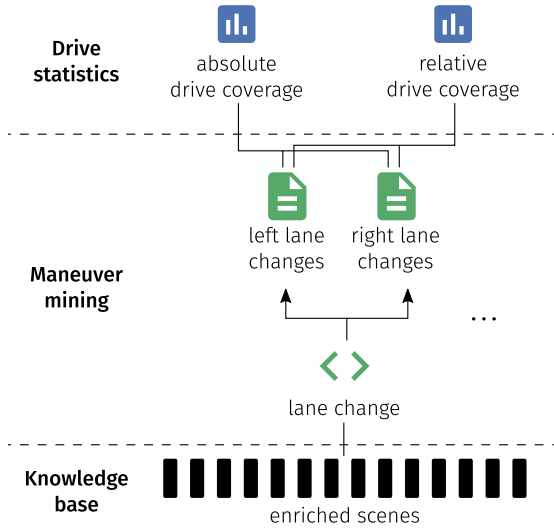 Drive
statistics
absolute
drive coverage
relative
drive coverage
Maneuver
mining
left lane
changes
right lane
changes
...
lane change
Knowledge
base
enriched scenes